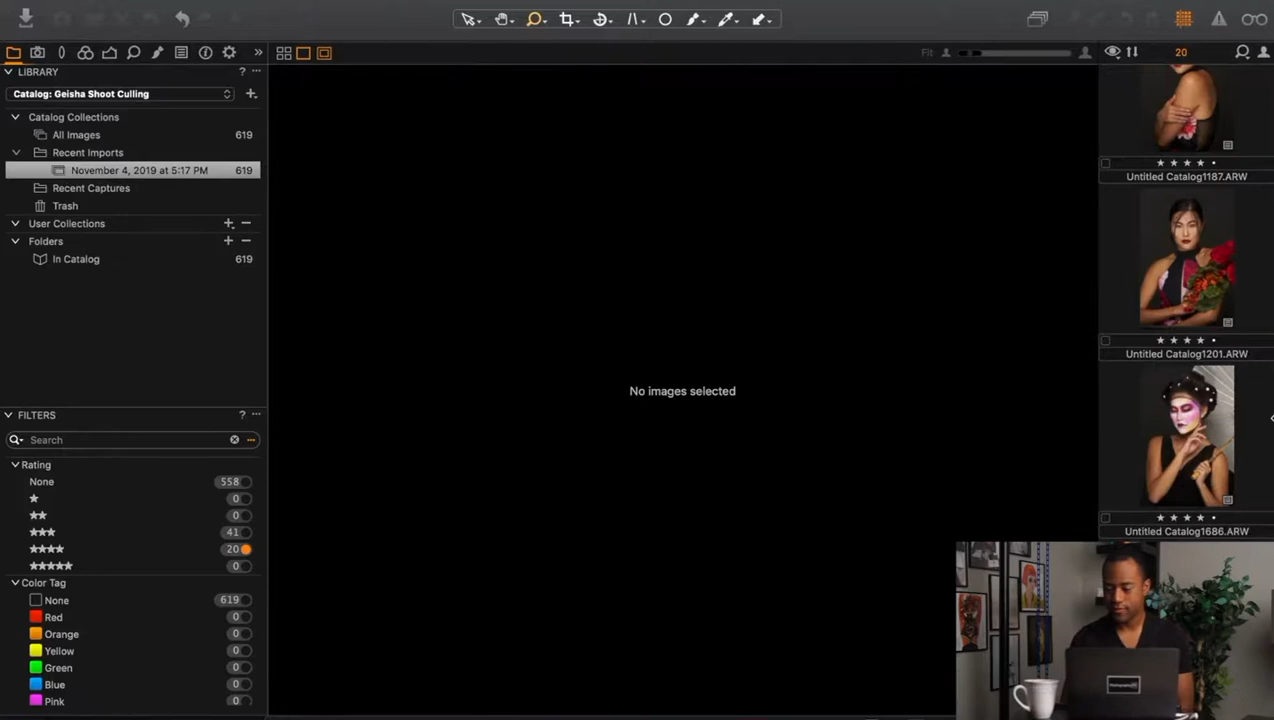 Fit
20
LIBRARY ? ...
Catalog: Geisha Shoot Culling
Catalog Collections
All Images 619
Recent Imports
November 4, 2019 at 5:17 PM 619
Recent Captures
Trash
User Collections
Folders
In Catalog 619
FILTERS ? ...
Search
Rating
None 558
★ 0
★★ 0
★★★ 41
★★★★ 20
★★★★★ 0
Color Tag
None 619
Red 0
Orange 0
Yellow 0
Green 0
Blue 0
Pink 0
No images selected
Untitled Catalog1187.ARW
Untitled Catalog1201.ARW
Untitled Catalog1686.ARW